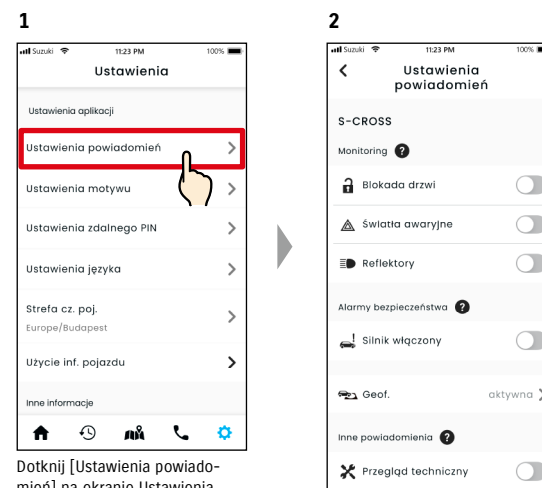 1
Suzuki 11:23 PM 100%
Ustawienia
Ustawienia aplikacji
Ustawienia powiadomień
Ustawienia motywu
Ustawienia zdalnego PIN
Ustawienia języka
Strefa cz. poj.
Europe/Budapest
Użycie inf. pojazdu
Inne informacje
Dotknij [Ustawienia powiado-
mień] na ekranie Ustawienia
2
Suzuki 11:23 PM 100%
Ustawienia
powiadomień
S-CROSS
Monitoring ?
Blokada drzwi
Światła awaryjne
Reflektory
Alarmy bezpieczeństwa ?
Silnik włączony
Geof. aktywna
Inne powiadomienia ?
Przegląd techniczny